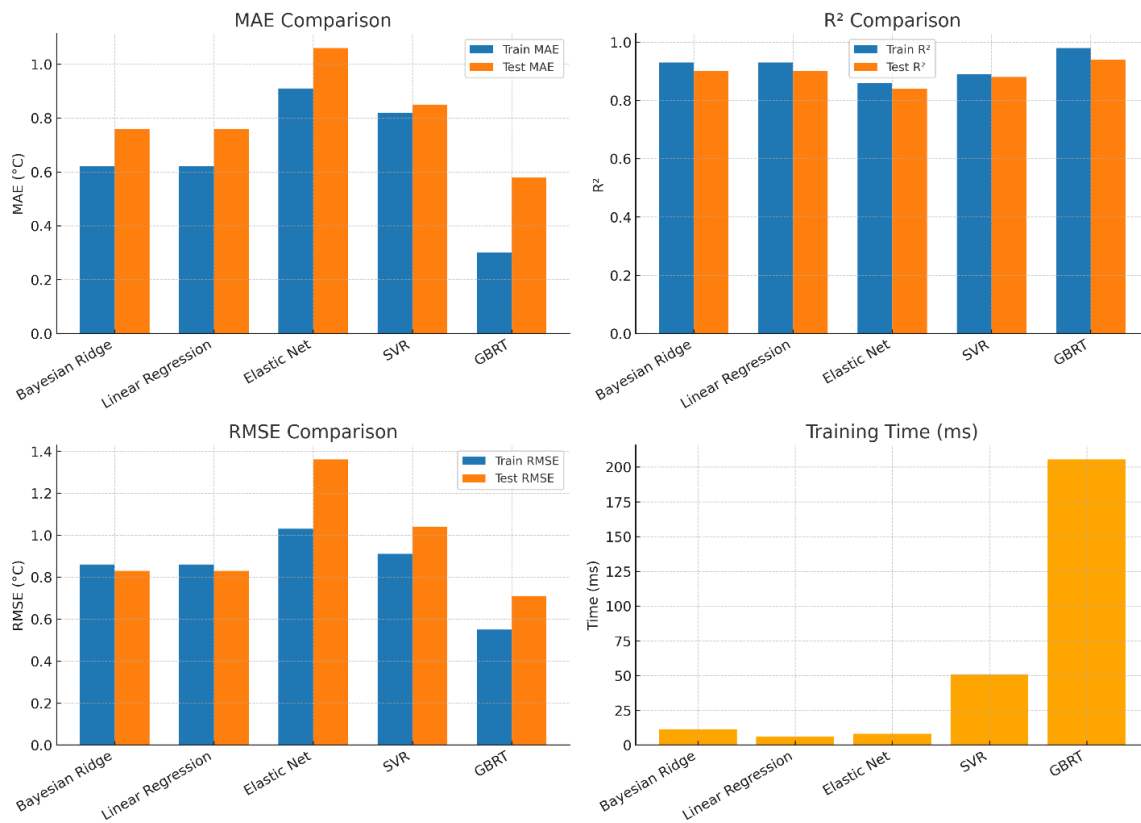 MAE Comparison
Train MAE
Test MAE
MAE (°C)
1.0
0.8
0.6
0.4
0.2
0.0
Bayesian Ridge
Linear Regression
Elastic Net
SVR
GBRT
R² Comparison
Train R²
Test R²
R²
1.0
0.8
0.6
0.4
0.2
0.0
Bayesian Ridge
Linear Regression
Elastic Net
SVR
GBRT
RMSE Comparison
Train RMSE
Test RMSE
RMSE (°C)
1.4
1.2
1.0
0.8
0.6
0.4
0.2
0.0
Bayesian Ridge
Linear Regression
Elastic Net
SVR
GBRT
Training Time (ms)
Time (ms)
200
175
150
125
100
75
50
25
0
Bayesian Ridge
Linear Regression
Elastic Net
SVR
GBRT